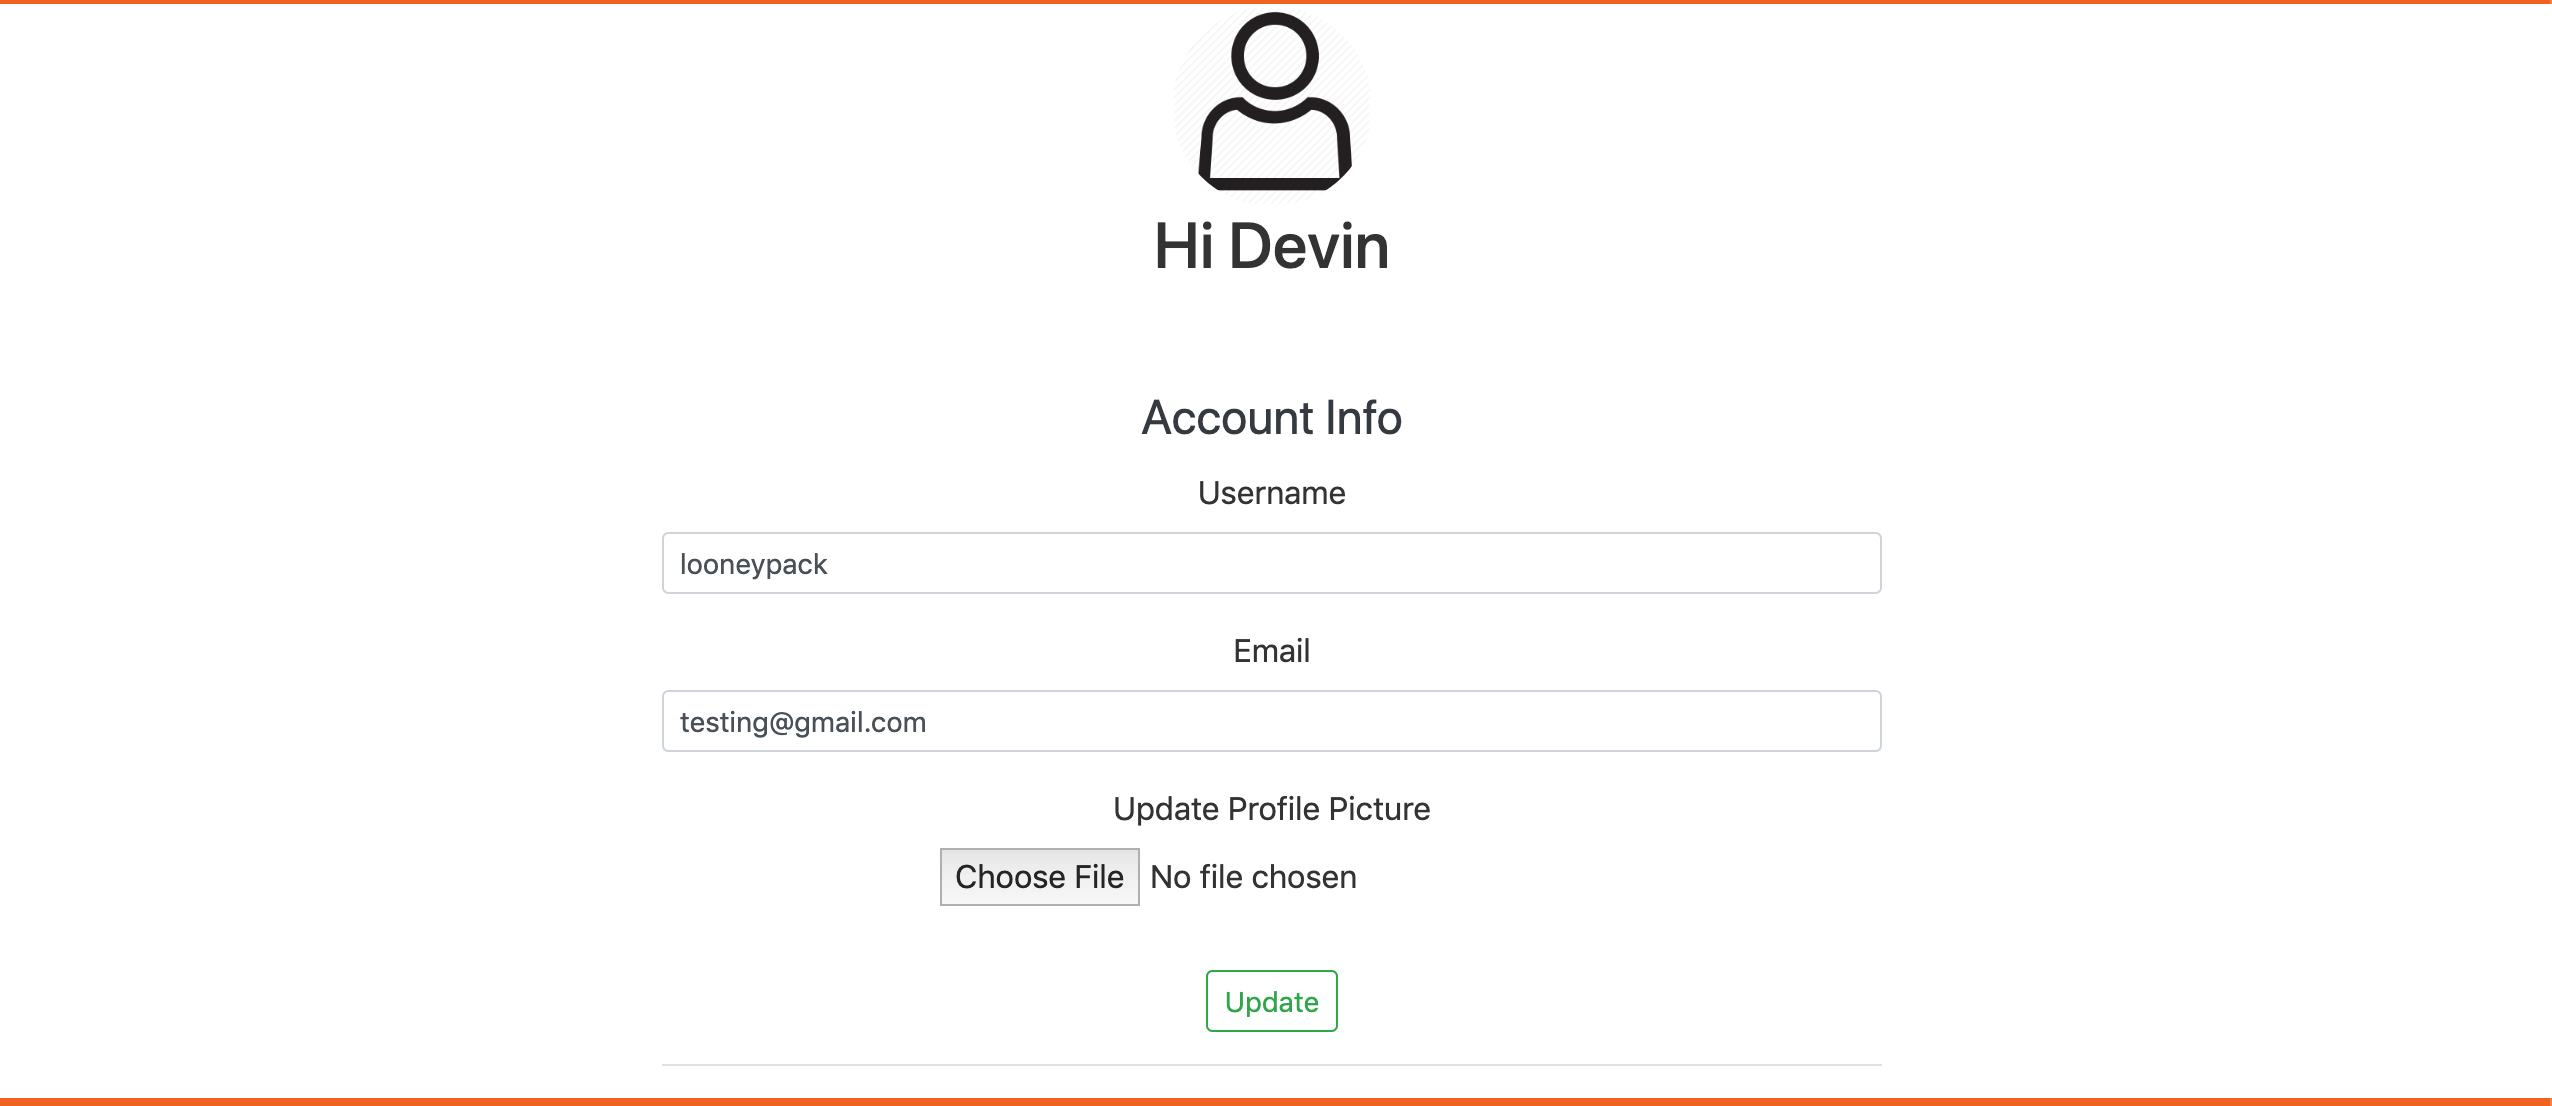 Hi Devin
Account Info
Username
looneypack
Email
testing@gmail.com
Update Profile Picture
Choose File No file chosen
Update